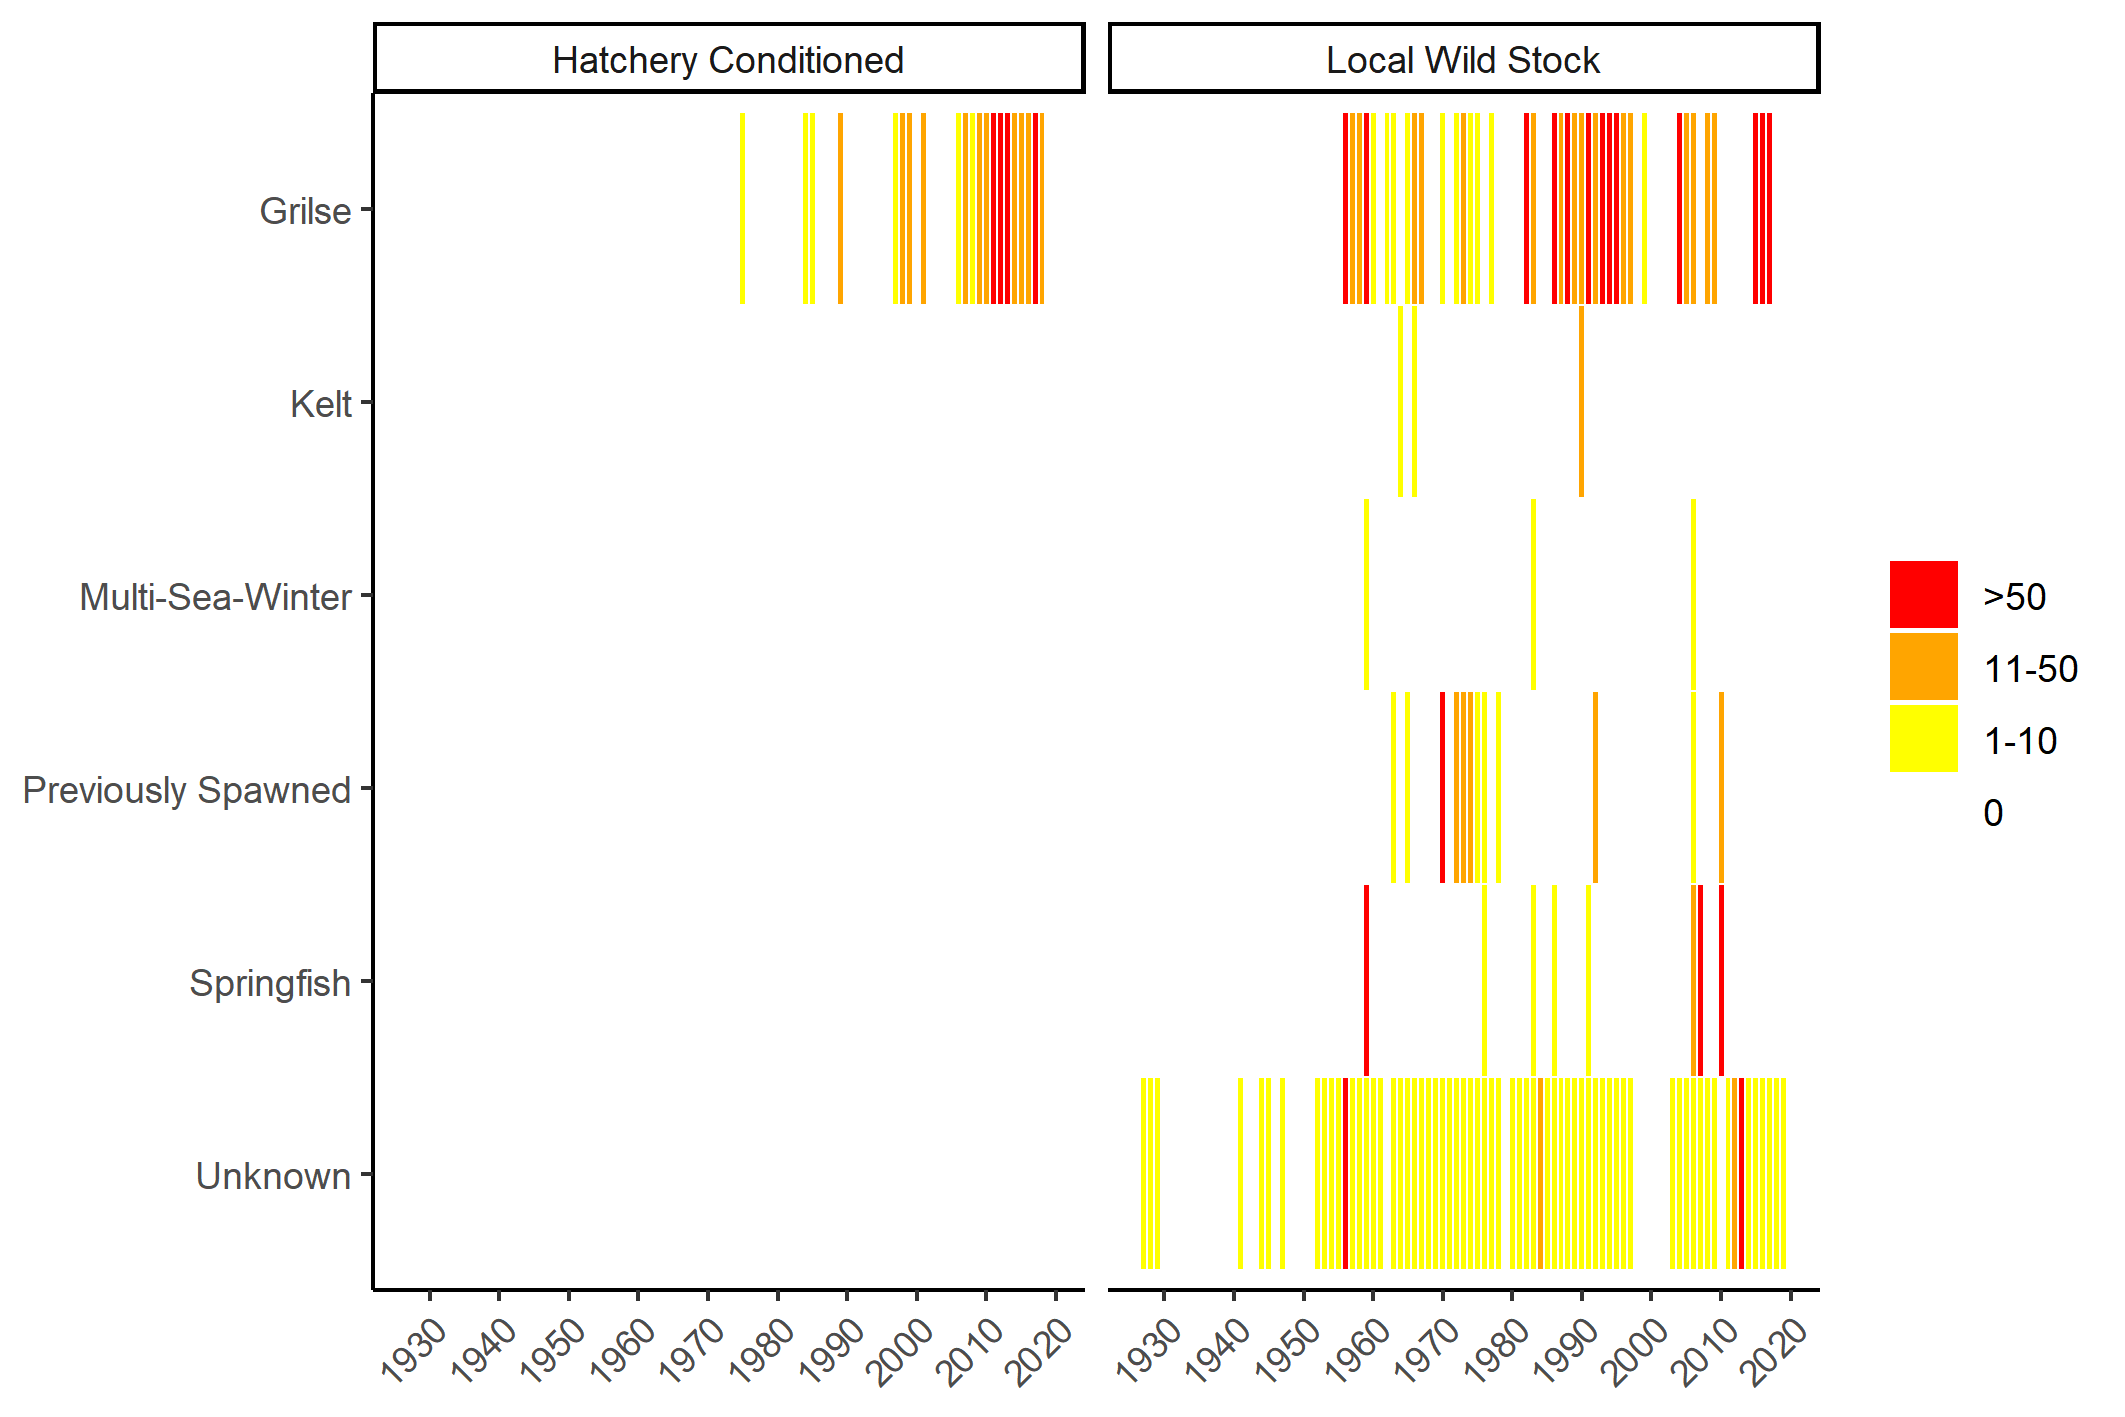 Hatchery Conditioned
Local Wild Stock
Grilse
Kelt
Multi-Sea-Winter
Previously Spawned
Springfish
Unknown
>50
11-50
1-10
0
1930 1940 1950 1960 1970 1980 1990 2000 2010 2020
1930 1940 1950 1960 1970 1980 1990 2000 2010 2020